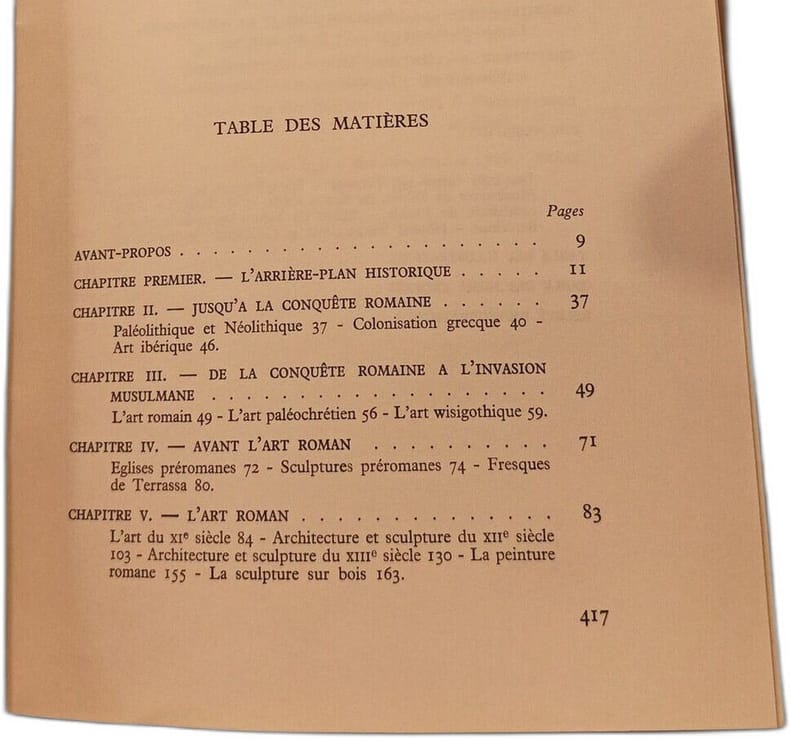 TABLE DES MATIÈRES
Pages
AVANT-PROPOS . . . . . . . . . . . . . . . . . . . . . 9
CHAPITRE PREMIER. — L'ARRIÈRE-PLAN HISTORIQUE . . . . . 11
CHAPITRE II. — JUSQU'A LA CONQUÊTE ROMAINE . . . . . . 37
Paléolithique et Néolithique 37 - Colonisation grecque 40 -
Art ibérique 46.
CHAPITRE III. — DE LA CONQUÊTE ROMAINE A L'INVASION
MUSULMANE . . . . . . . . . . . . . . . . . . . . 49
L'art romain 49 - L'art paléochrétien 56 - L'art wisigothique 59.
CHAPITRE IV. — AVANT L'ART ROMAN . . . . . . . . . . . 71
Eglises préromanes 72 - Sculptures préromanes 74 - Fresques
de Terrassa 80.
CHAPITRE V. — L'ART ROMAN . . . . . . . . . . . . . . . 83
L'art du XIe siècle 84 - Architecture et sculpture du XIIe siècle
103 - Architecture et sculpture du XIIIe siècle 130 - La peinture
romane 155 - La sculpture sur bois 163.
417